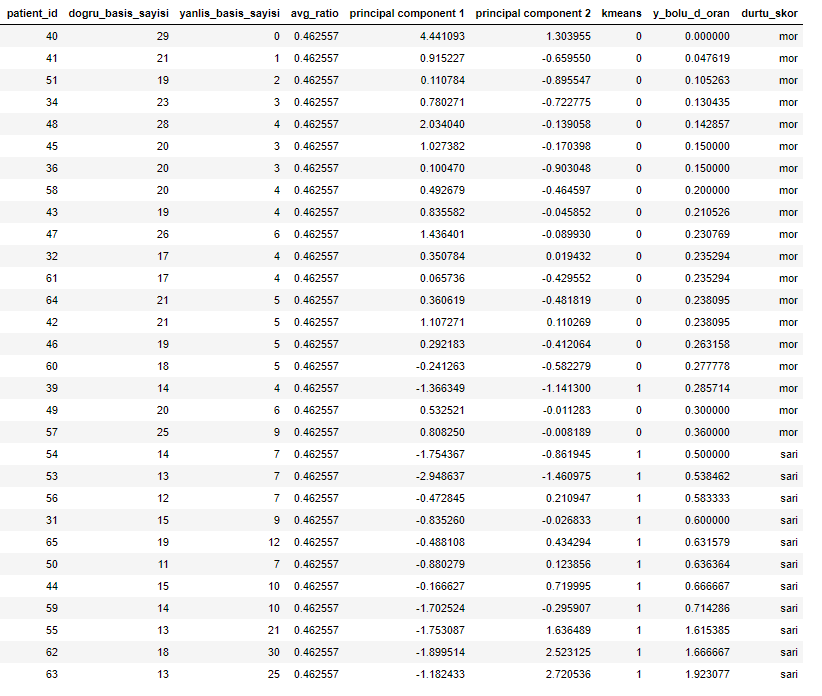 patient_id dogru_basis_sayisi yanlis_basis_sayisi avg_ratio principal component 1 principal component 2 kmeans y_bolu_d_oran durtu_skor
40 29 0 0.462557 4.441093 1.303955 0 0.000000 mor
41 21 1 0.462557 0.915227 -0.659550 0 0.047619 mor
51 19 2 0.462557 0.110784 -0.895547 0 0.105263 mor
34 23 3 0.462557 0.780271 -0.722775 0 0.130435 mor
48 28 4 0.462557 2.034040 -0.139058 0 0.142857 mor
45 20 3 0.462557 1.027382 -0.170398 0 0.150000 mor
36 20 3 0.462557 0.100470 -0.903048 0 0.150000 mor
58 20 4 0.462557 0.492679 -0.464597 0 0.200000 mor
43 19 4 0.462557 0.835582 -0.045852 0 0.210526 mor
47 26 6 0.462557 1.436401 -0.089930 0 0.230769 mor
32 17 4 0.462557 0.350784 0.019432 0 0.235294 mor
61 17 4 0.462557 0.065736 -0.429552 0 0.235294 mor
64 21 5 0.462557 0.360619 -0.481819 0 0.238095 mor
42 21 5 0.462557 1.107271 0.110269 0 0.238095 mor
46 19 5 0.462557 0.292183 -0.412064 0 0.263158 mor
60 18 5 0.462557 -0.241263 -0.582279 0 0.277778 mor
39 14 4 0.462557 -1.366349 -1.141300 1 0.285714 mor
49 20 6 0.462557 0.532521 -0.011283 0 0.300000 mor
57 25 9 0.462557 0.808250 -0.008189 0 0.360000 mor
54 14 7 0.462557 -1.754367 -0.861945 1 0.500000 sari
53 13 7 0.462557 -2.948637 -1.460975 1 0.538462 sari
56 12 7 0.462557 -0.472845 0.210947 1 0.583333 sari
31 15 9 0.462557 -0.835260 -0.026833 1 0.600000 sari
65 19 12 0.462557 -0.488108 0.434294 1 0.631579 sari
50 11 7 0.462557 -0.880279 0.123856 1 0.636364 sari
44 15 10 0.462557 -0.166627 0.719995 1 0.666667 sari
59 14 10 0.462557 -1.702524 -0.295907 1 0.714286 sari
55 13 21 0.462557 -1.753087 1.636489 1 1.615385 sari
62 18 30 0.462557 -1.899514 2.523125 1 1.666667 sari
63 13 25 0.462557 -1.182433 2.720536 1 1.923077 sari